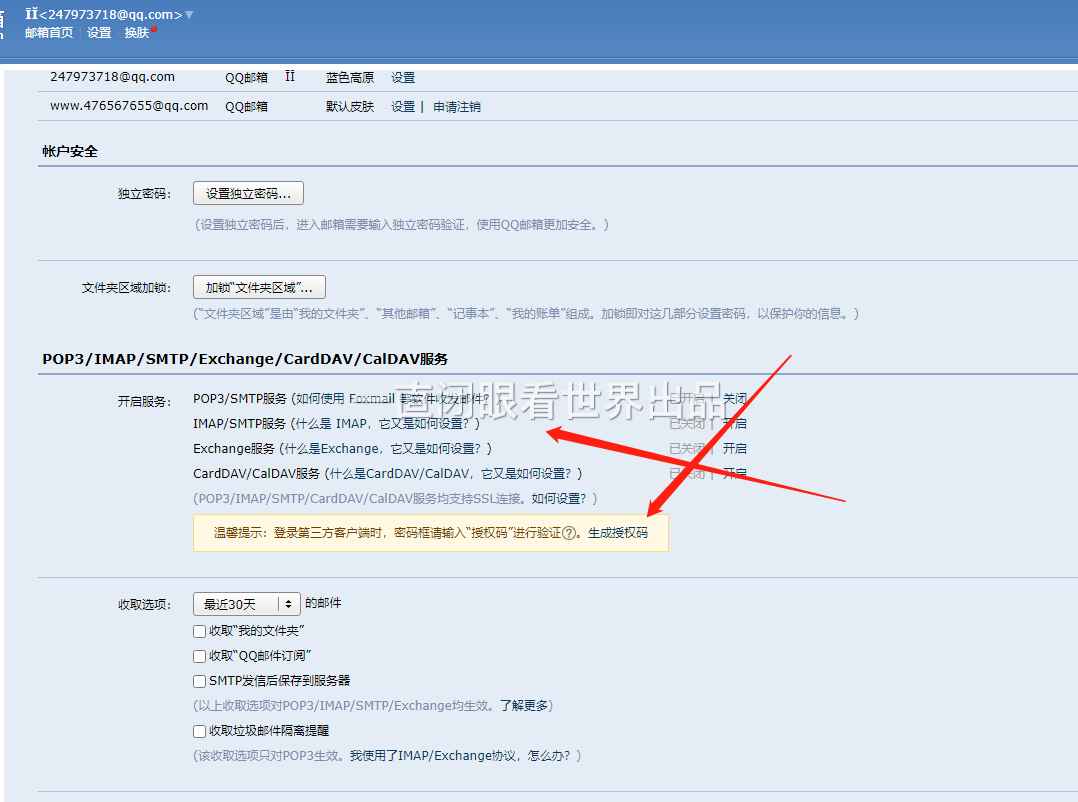 ÏÏ<247973718@qq.com>
邮箱首页 | 设置 - 换肤
247973718@qq.com QQ邮箱 ÏÏ 蓝色高原 设置
www.476567655@qq.com QQ邮箱 默认皮肤 设置 | 申请注销
帐户安全
独立密码： 设置独立密码...
(设置独立密码后，进入邮箱需要输入独立密码验证，使用QQ邮箱更加安全。)
文件夹区域加锁： 加锁“文件夹区域”...
(“文件夹区域”是由“我的文件夹”、“其他邮箱”、“记事本”、“我的账单”组成。加锁即对这几部分设置密码，以保护你的信息。)
POP3/IMAP/SMTP/Exchange/CardDAV/CalDAV服务
直闭眼看世界出品
开启服务： POP3/SMTP服务 (如何使用 Foxmail 等软件收发邮件？) 已开启 | 关闭
IMAP/SMTP服务 (什么是 IMAP，它又是如何设置？) 已关闭 | 开启
Exchange服务 (什么是Exchange，它又是如何设置？) 已关闭 | 开启
CardDAV/CalDAV服务 (什么是CardDAV/CalDAV，它又是如何设置？) 已关闭 | 开启
(POP3/IMAP/SMTP/CardDAV/CalDAV服务均支持SSL连接。如何设置？)
温馨提示：登录第三方客户端时，密码框请输入“授权码”进行验证?。生成授权码
收取选项： 最近30天 的邮件
收取“我的文件夹”
收取“QQ邮件订阅”
SMTP发信后保存到服务器
(以上收取选项对POP3/IMAP/SMTP/Exchange均生效。了解更多)
收取垃圾邮件隔离提醒
(该收取选项只对POP3生效。我使用了IMAP/Exchange协议，怎么办？)